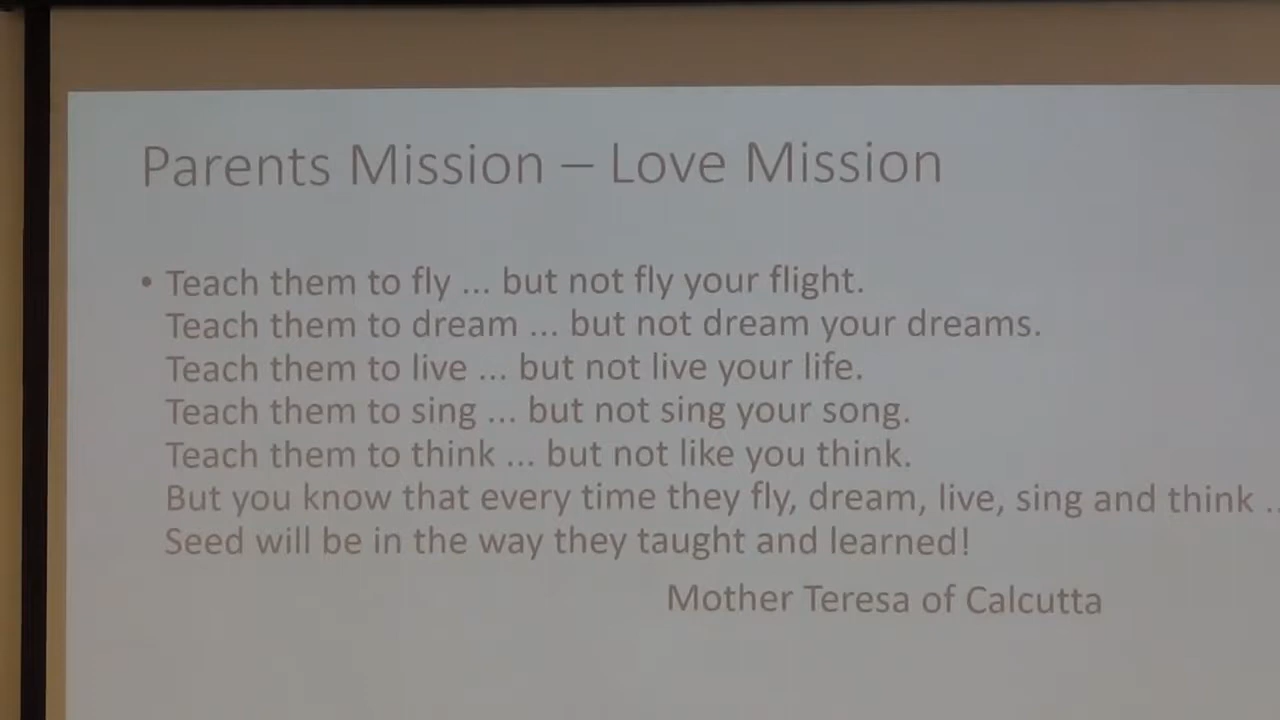 Parents Mission – Love Mission
• Teach them to fly ... but not fly your flight.
Teach them to dream ... but not dream your dreams.
Teach them to live ... but not live your life.
Teach them to sing ... but not sing your song.
Teach them to think ... but not like you think.
But you know that every time they fly, dream, live, sing and think ..
Seed will be in the way they taught and learned!
Mother Teresa of Calcutta